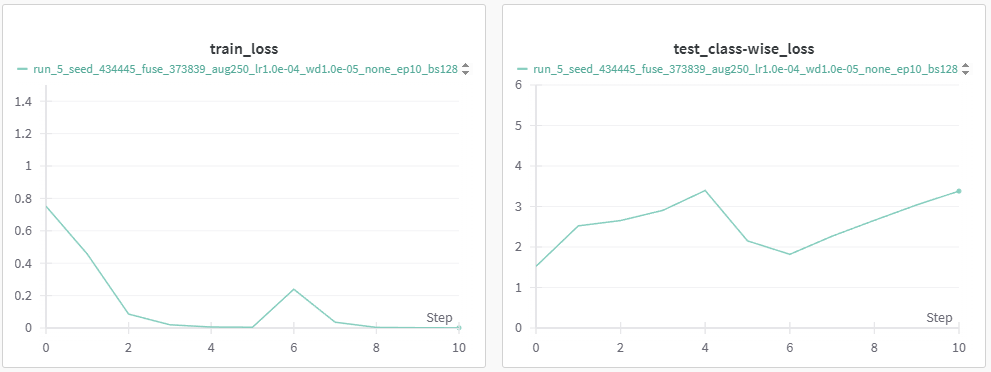 train_loss
run_5_seed_434445_fuse_373839_aug250_lr1.0e-04_wd1.0e-05_none_ep10_bs128
1.4
1.2
1
0.8
0.6
0.4
0.2
0
Step
0 2 4 6 8 10
test_class-wise_loss
run_5_seed_434445_fuse_373839_aug250_lr1.0e-04_wd1.0e-05_none_ep10_bs128
6
5
4
3
2
1
0
Step
0 2 4 6 8 10